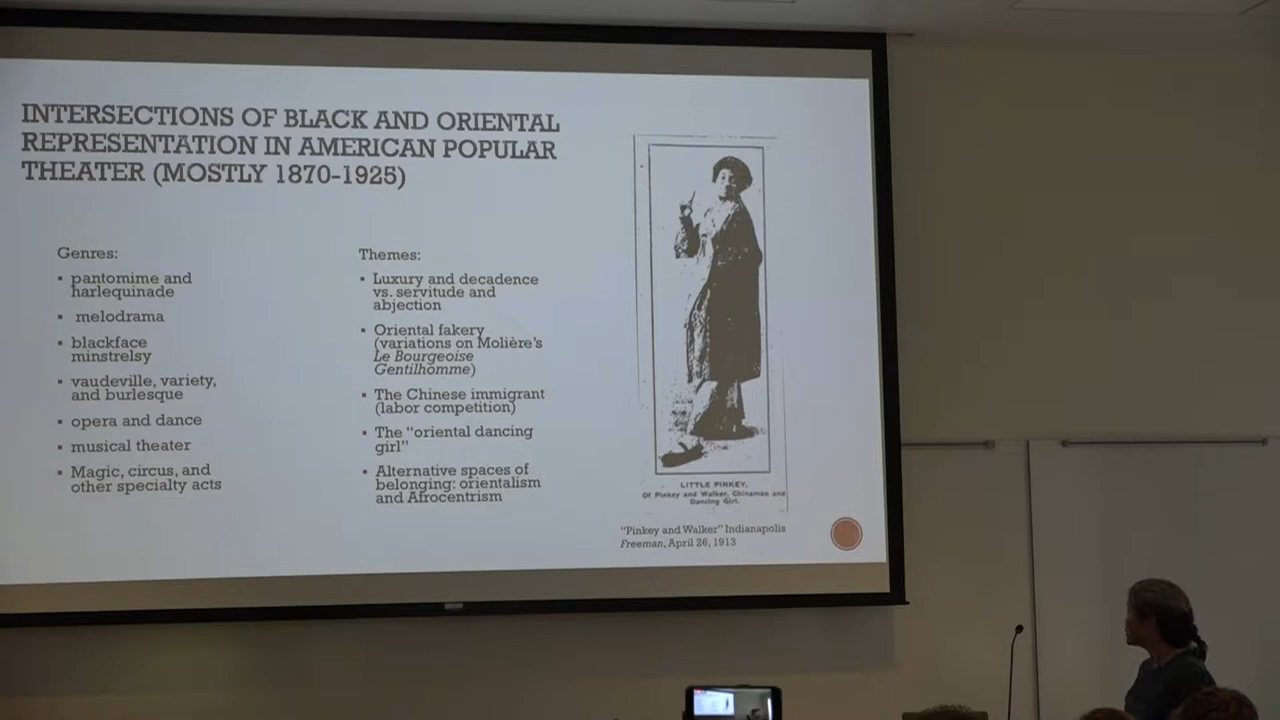 INTERSECTIONS OF BLACK AND ORIENTAL
REPRESENTATION IN AMERICAN POPULAR
THEATER (MOSTLY 1870-1925)
Genres:
▪ pantomime and
harlequinade
▪ melodrama
▪ blackface
minstrelsy
▪ vaudeville, variety,
and burlesque
▪ opera and dance
▪ musical theater
▪ Magic, circus, and
other specialty acts
Themes:
▪ Luxury and decadence
vs. servitude and
abjection
▪ Oriental fakery
(variations on Molière's
Le Bourgeoise
Gentilhomme)
▪ The Chinese immigrant
(labor competition)
▪ The "oriental dancing
girl"
▪ Alternative spaces of
belonging: orientalism
and Afrocentrism
LITTLE PINKEY,
Of Pinkey and Walker, Chinaman and
Dancing Girl.
"Pinkey and Walker" Indianapolis
Freeman, April 26, 1913